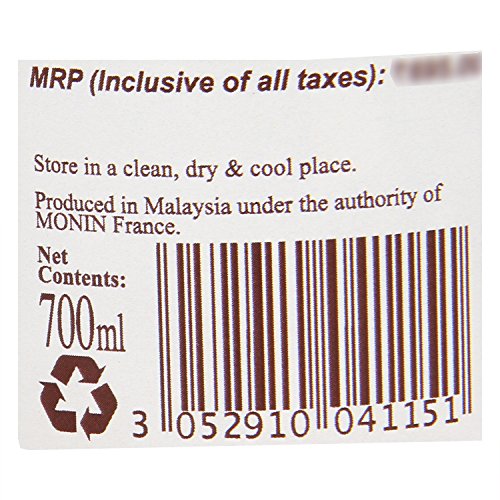 MRP (Inclusive of all taxes):
Store in a clean, dry & cool place.
Produced in Malaysia under the authority of
MONIN France.
Net
Contents:
700ml
3 052910 041151